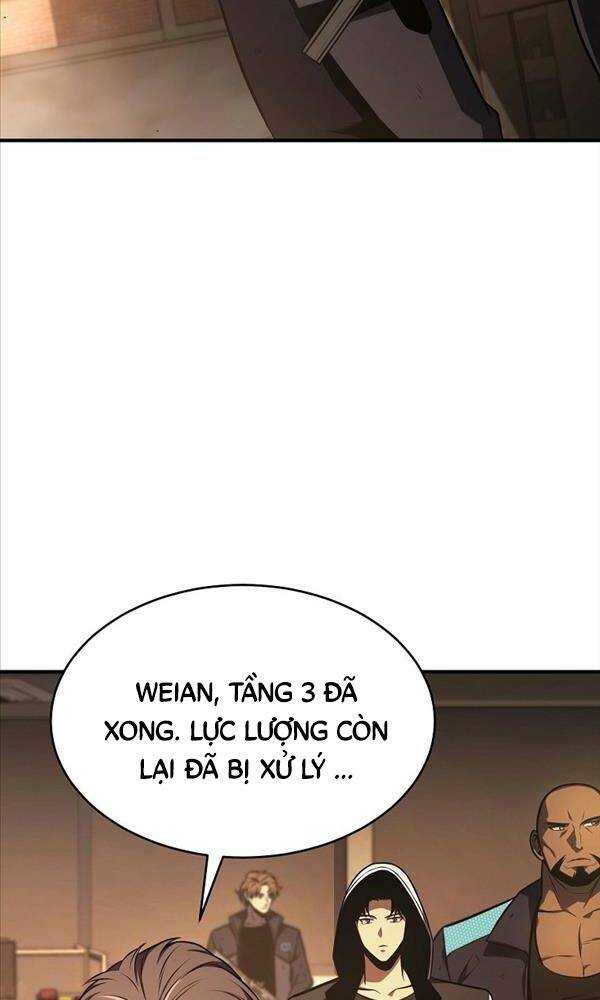 WEIAN, TẦNG 3 ĐÃ
XONG. LỰC LƯỢNG CÒN
LẠI ĐÃ BỊ XỬ LÝ ...